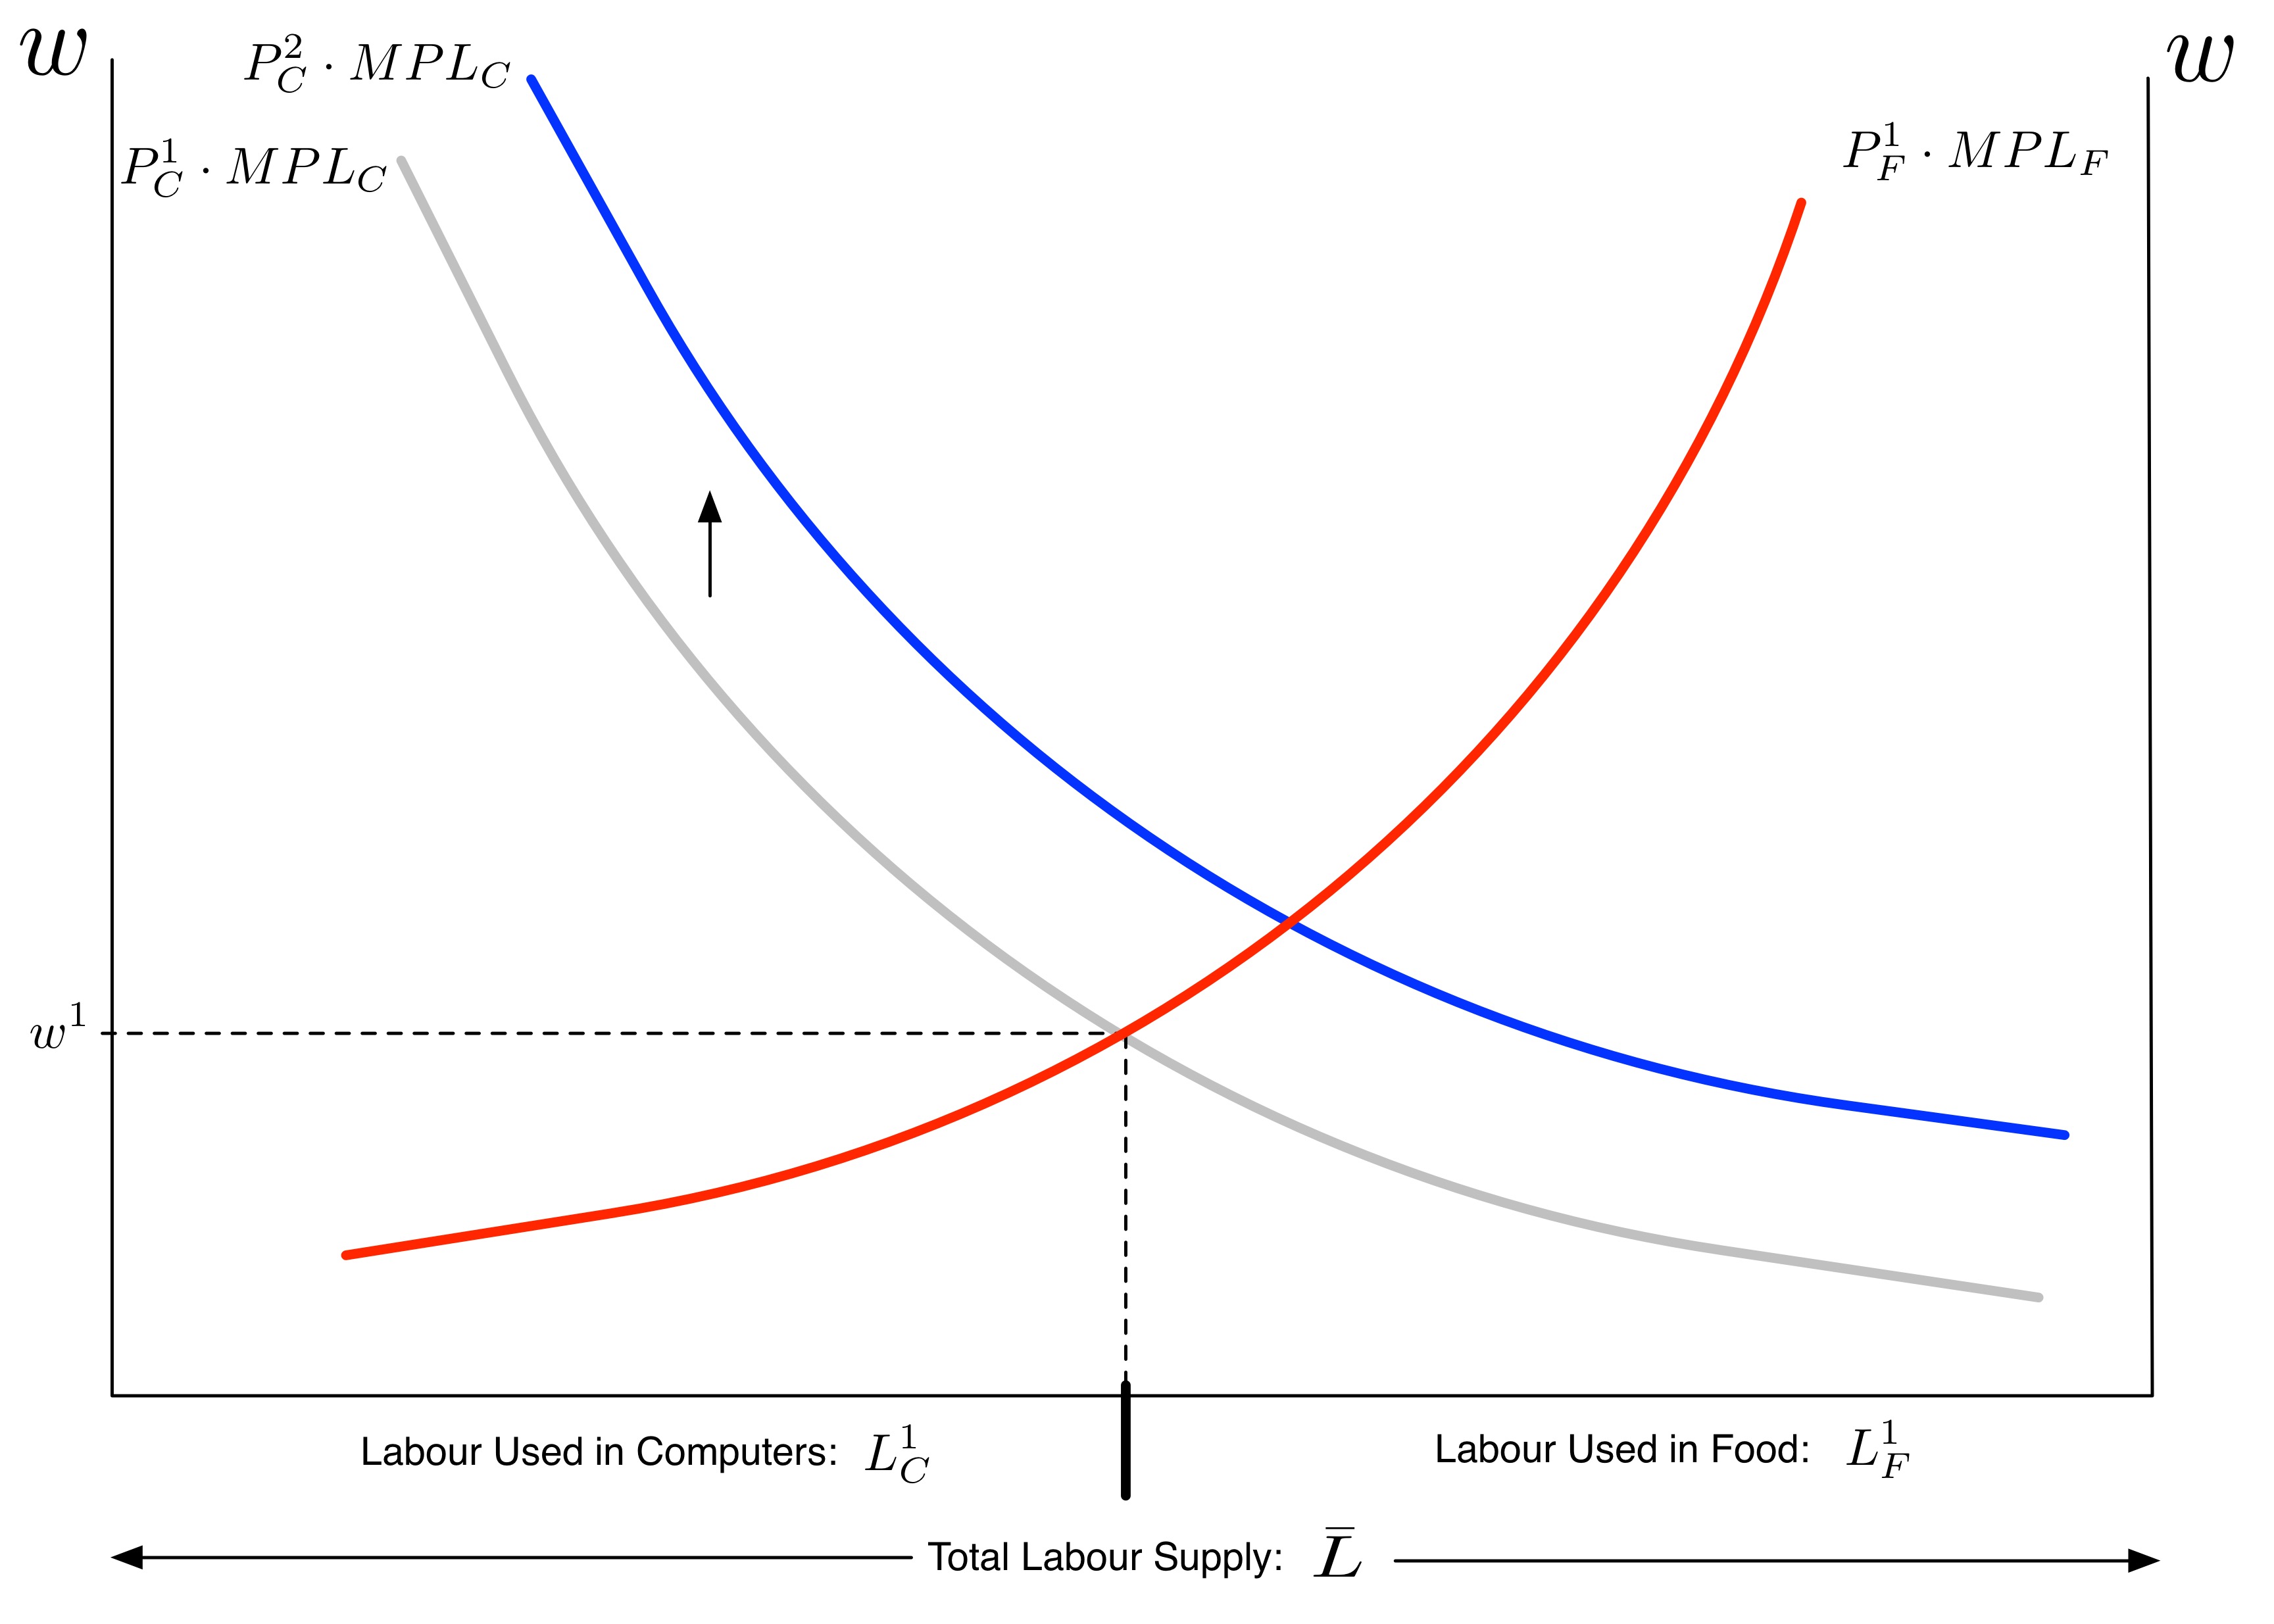 w
w
P_C^2 · MPL_C
P_C^1 · MPL_C
P_F^1 · MPL_F
w^1
Labour Used in Computers: L_C^1
Labour Used in Food: L_F^1
Total Labour Supply: L̅